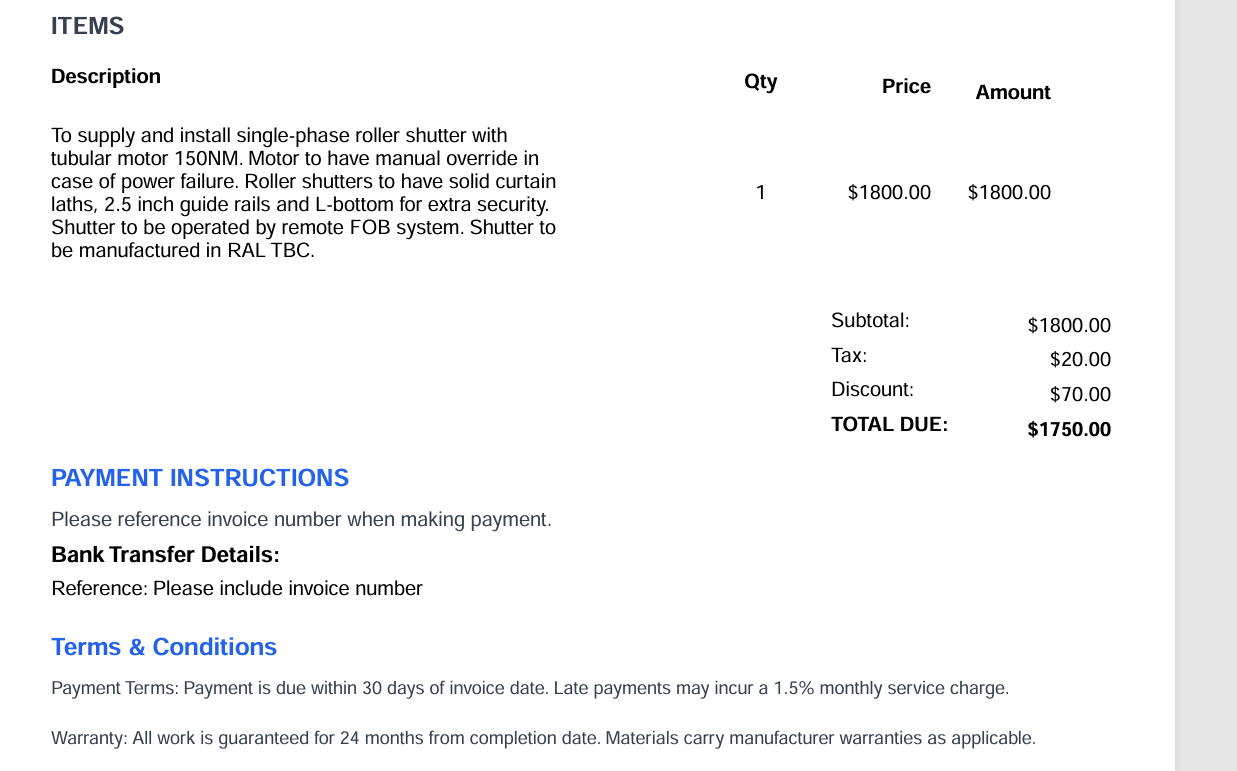 ITEMS
Description Qty Price Amount
To supply and install single-phase roller shutter with
tubular motor 150NM. Motor to have manual override in
case of power failure. Roller shutters to have solid curtain
laths, 2.5 inch guide rails and L-bottom for extra security.
Shutter to be operated by remote FOB system. Shutter to
be manufactured in RAL TBC.
1 $1800.00 $1800.00
Subtotal: $1800.00
Tax: $20.00
Discount: $70.00
TOTAL DUE: $1750.00
PAYMENT INSTRUCTIONS
Please reference invoice number when making payment.
Bank Transfer Details:
Reference: Please include invoice number
Terms & Conditions
Payment Terms: Payment is due within 30 days of invoice date. Late payments may incur a 1.5% monthly service charge.
Warranty: All work is guaranteed for 24 months from completion date. Materials carry manufacturer warranties as applicable.